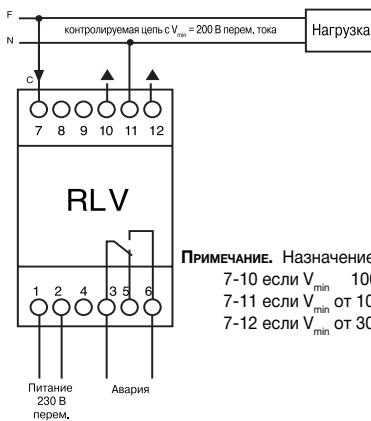 F
контролируемая цепь с Vmin = 200 В перем. тока
Нагрузка
N
C
7 8 9 10 11 12
RLV
ПРИМЕЧАНИЕ. Назначение
7-10 если Vmin 100
7-11 если Vmin от 10
7-12 если Vmin от 30
1 2 4 3 5 6
Питание
230 В
перем.
Авария